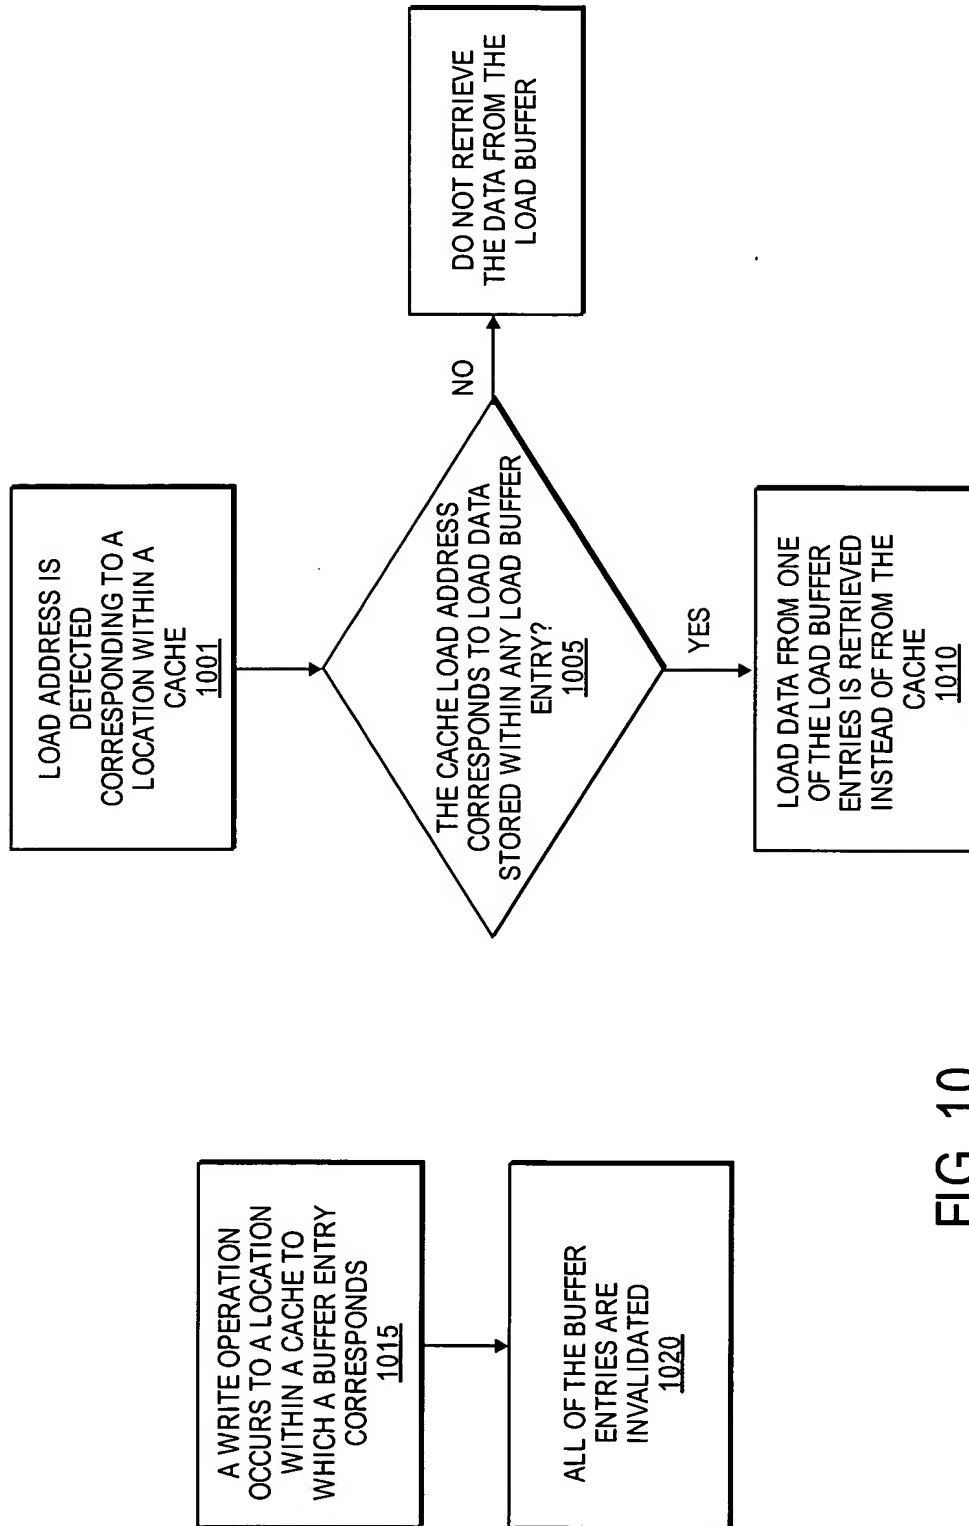 LOAD ADDRESS IS
DETECTED
CORRESPONDING TO A
LOCATION WITHIN A
CACHE
1001
THE CACHE LOAD ADDRESS
CORRESPONDS TO LOAD DATA
STORED WITHIN ANY LOAD BUFFER
ENTRY?
1005
NO
DO NOT RETRIEVE
THE DATA FROM THE
LOAD BUFFER
YES
LOAD DATA FROM ONE
OF THE LOAD BUFFER
ENTRIES IS RETRIEVED
INSTEAD OF FROM THE
CACHE
1010
A WRITE OPERATION
OCCURS TO A LOCATION
WITHIN A CACHE TO
WHICH A BUFFER ENTRY
CORRESPONDS
1015
ALL OF THE BUFFER
ENTRIES ARE
INVALIDATED
1020
FIG. 10